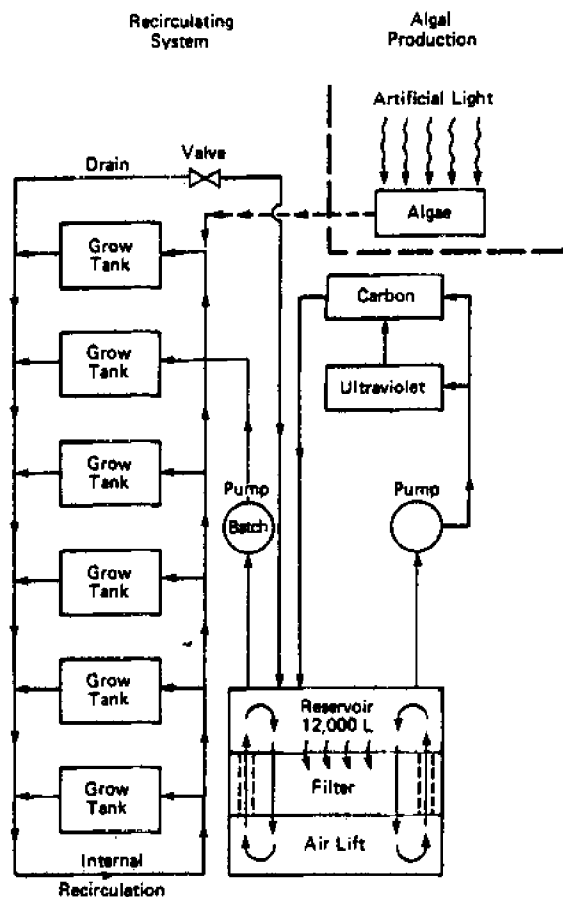 Recirculating
System
Algal
Production
Artificial Light
Drain
Valve
Algae
Grow
Tank
Carbon
Grow
Tank
Ultraviolet
Grow
Tank
Pump
Batch
Pump
Grow
Tank
Grow
Tank
Reservoir
12,000 L
Grow
Tank
Filter
Air Lift
Internal
Recirculation